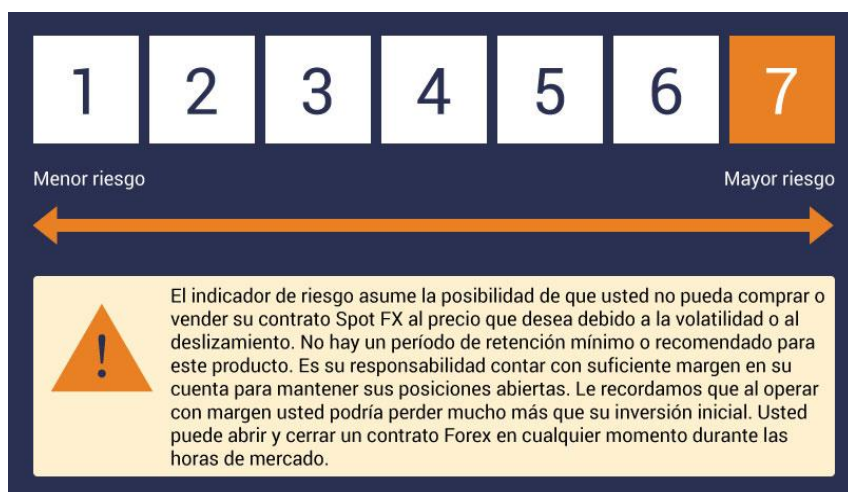 1 2 3 4 5 6 7
Menor riesgo Mayor riesgo
!
El indicador de riesgo asume la posibilidad de que usted no pueda comprar o
vender su contrato Spot FX al precio que desea debido a la volatilidad o al
deslizamiento. No hay un período de retención mínimo o recomendado para
este producto. Es su responsabilidad contar con suficiente margen en su
cuenta para mantener sus posiciones abiertas. Le recordamos que al operar
con margen usted podría perder mucho más que su inversión inicial. Usted
puede abrir y cerrar un contrato Forex en cualquier momento durante las
horas de mercado.